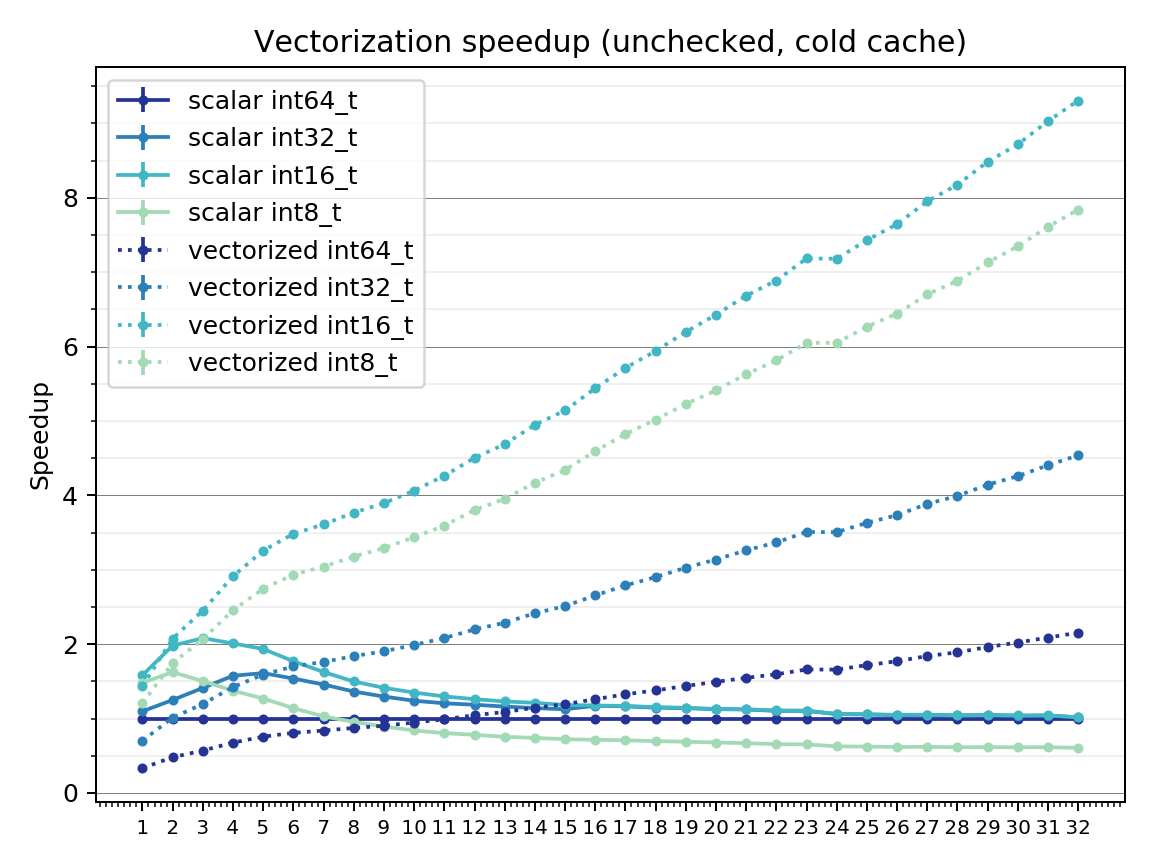 Vectorization speedup (unchecked, cold cache)
scalar int64_t
scalar int32_t
scalar int16_t
scalar int8_t
vectorized int64_t
vectorized int32_t
vectorized int16_t
vectorized int8_t
Speedup
8
6
4
2
0
1 2 3 4 5 6 7 8 9 10 11 12 13 14 15 16 17 18 19 20 21 22 23 24 25 26 27 28 29 30 31 32